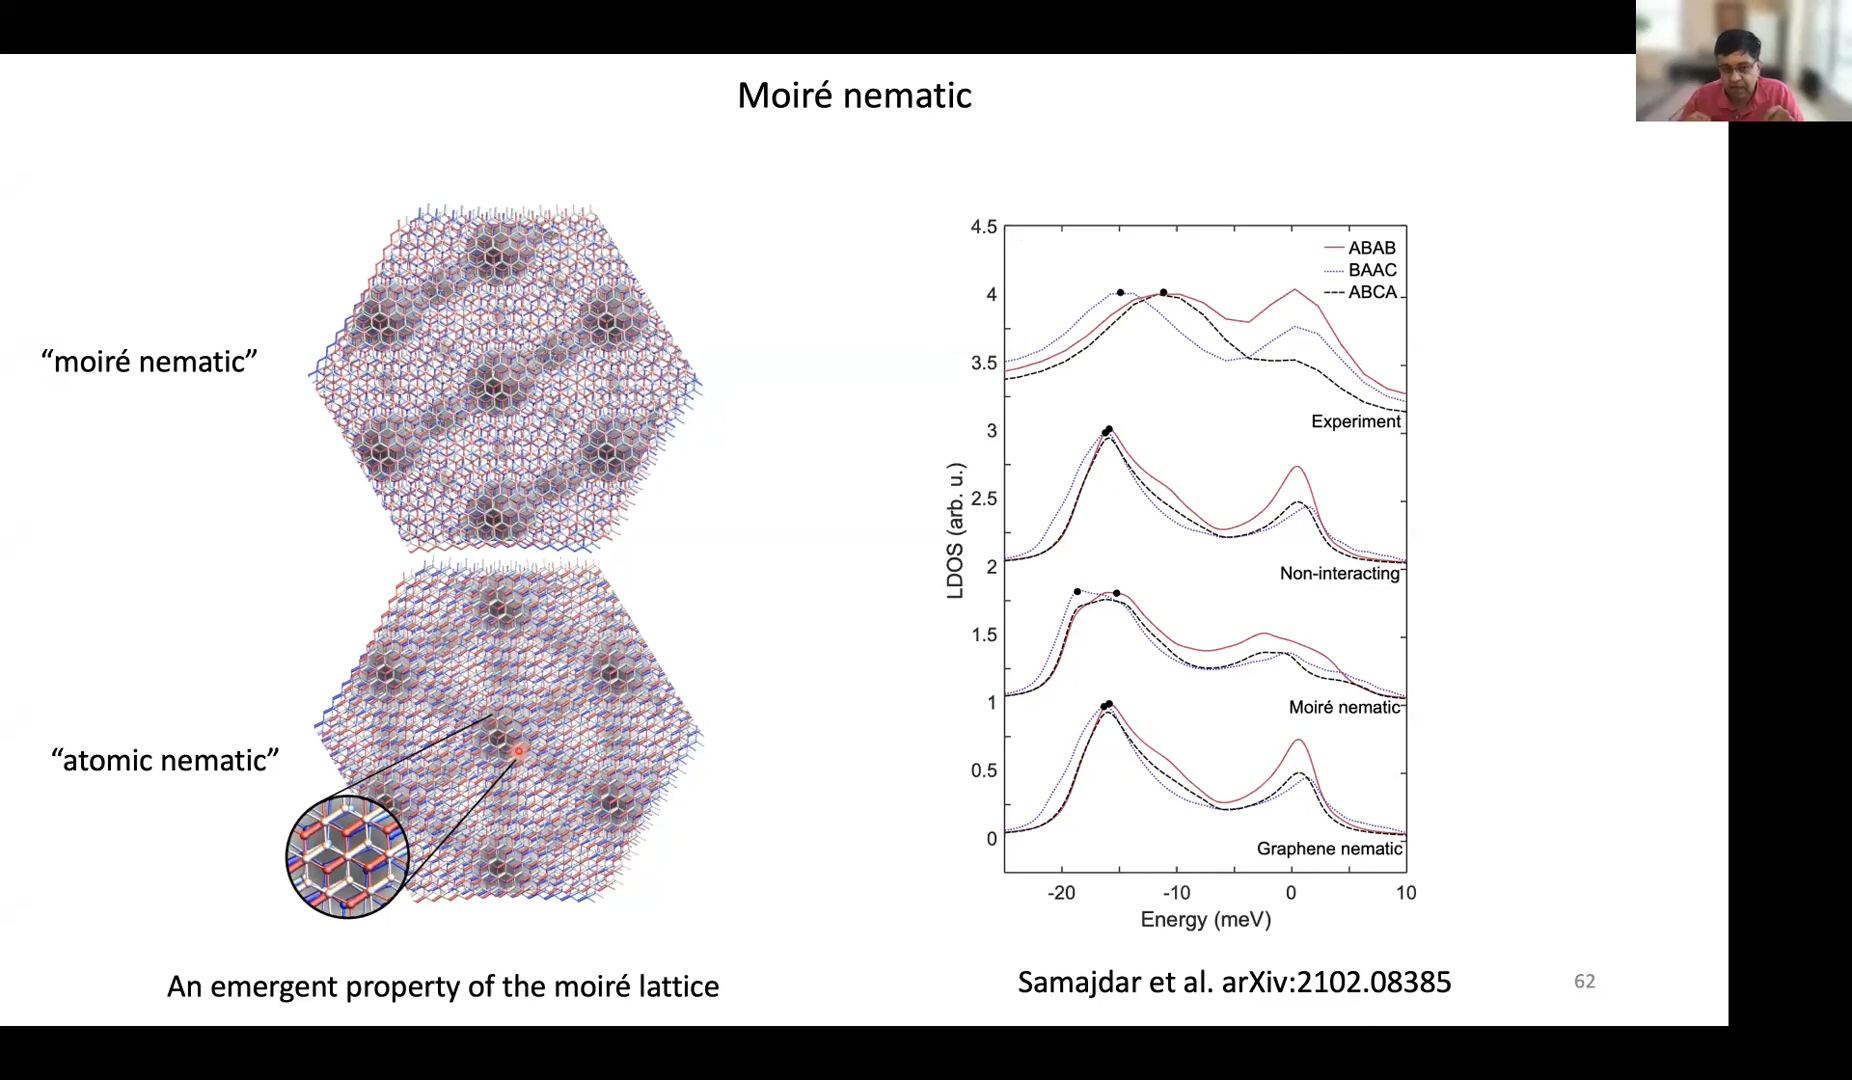 Moiré nematic
“moiré nematic”
“atomic nematic”
An emergent property of the moiré lattice
4.5
4
3.5
3
2.5
2
1.5
1
0.5
0
LDOS (arb. u.)
ABAB
BAAC
ABCA
Experiment
Non-interacting
Moiré nematic
Graphene nematic
-20 -10 0 10
Energy (meV)
Samajdar et al. arXiv:2102.08385
62